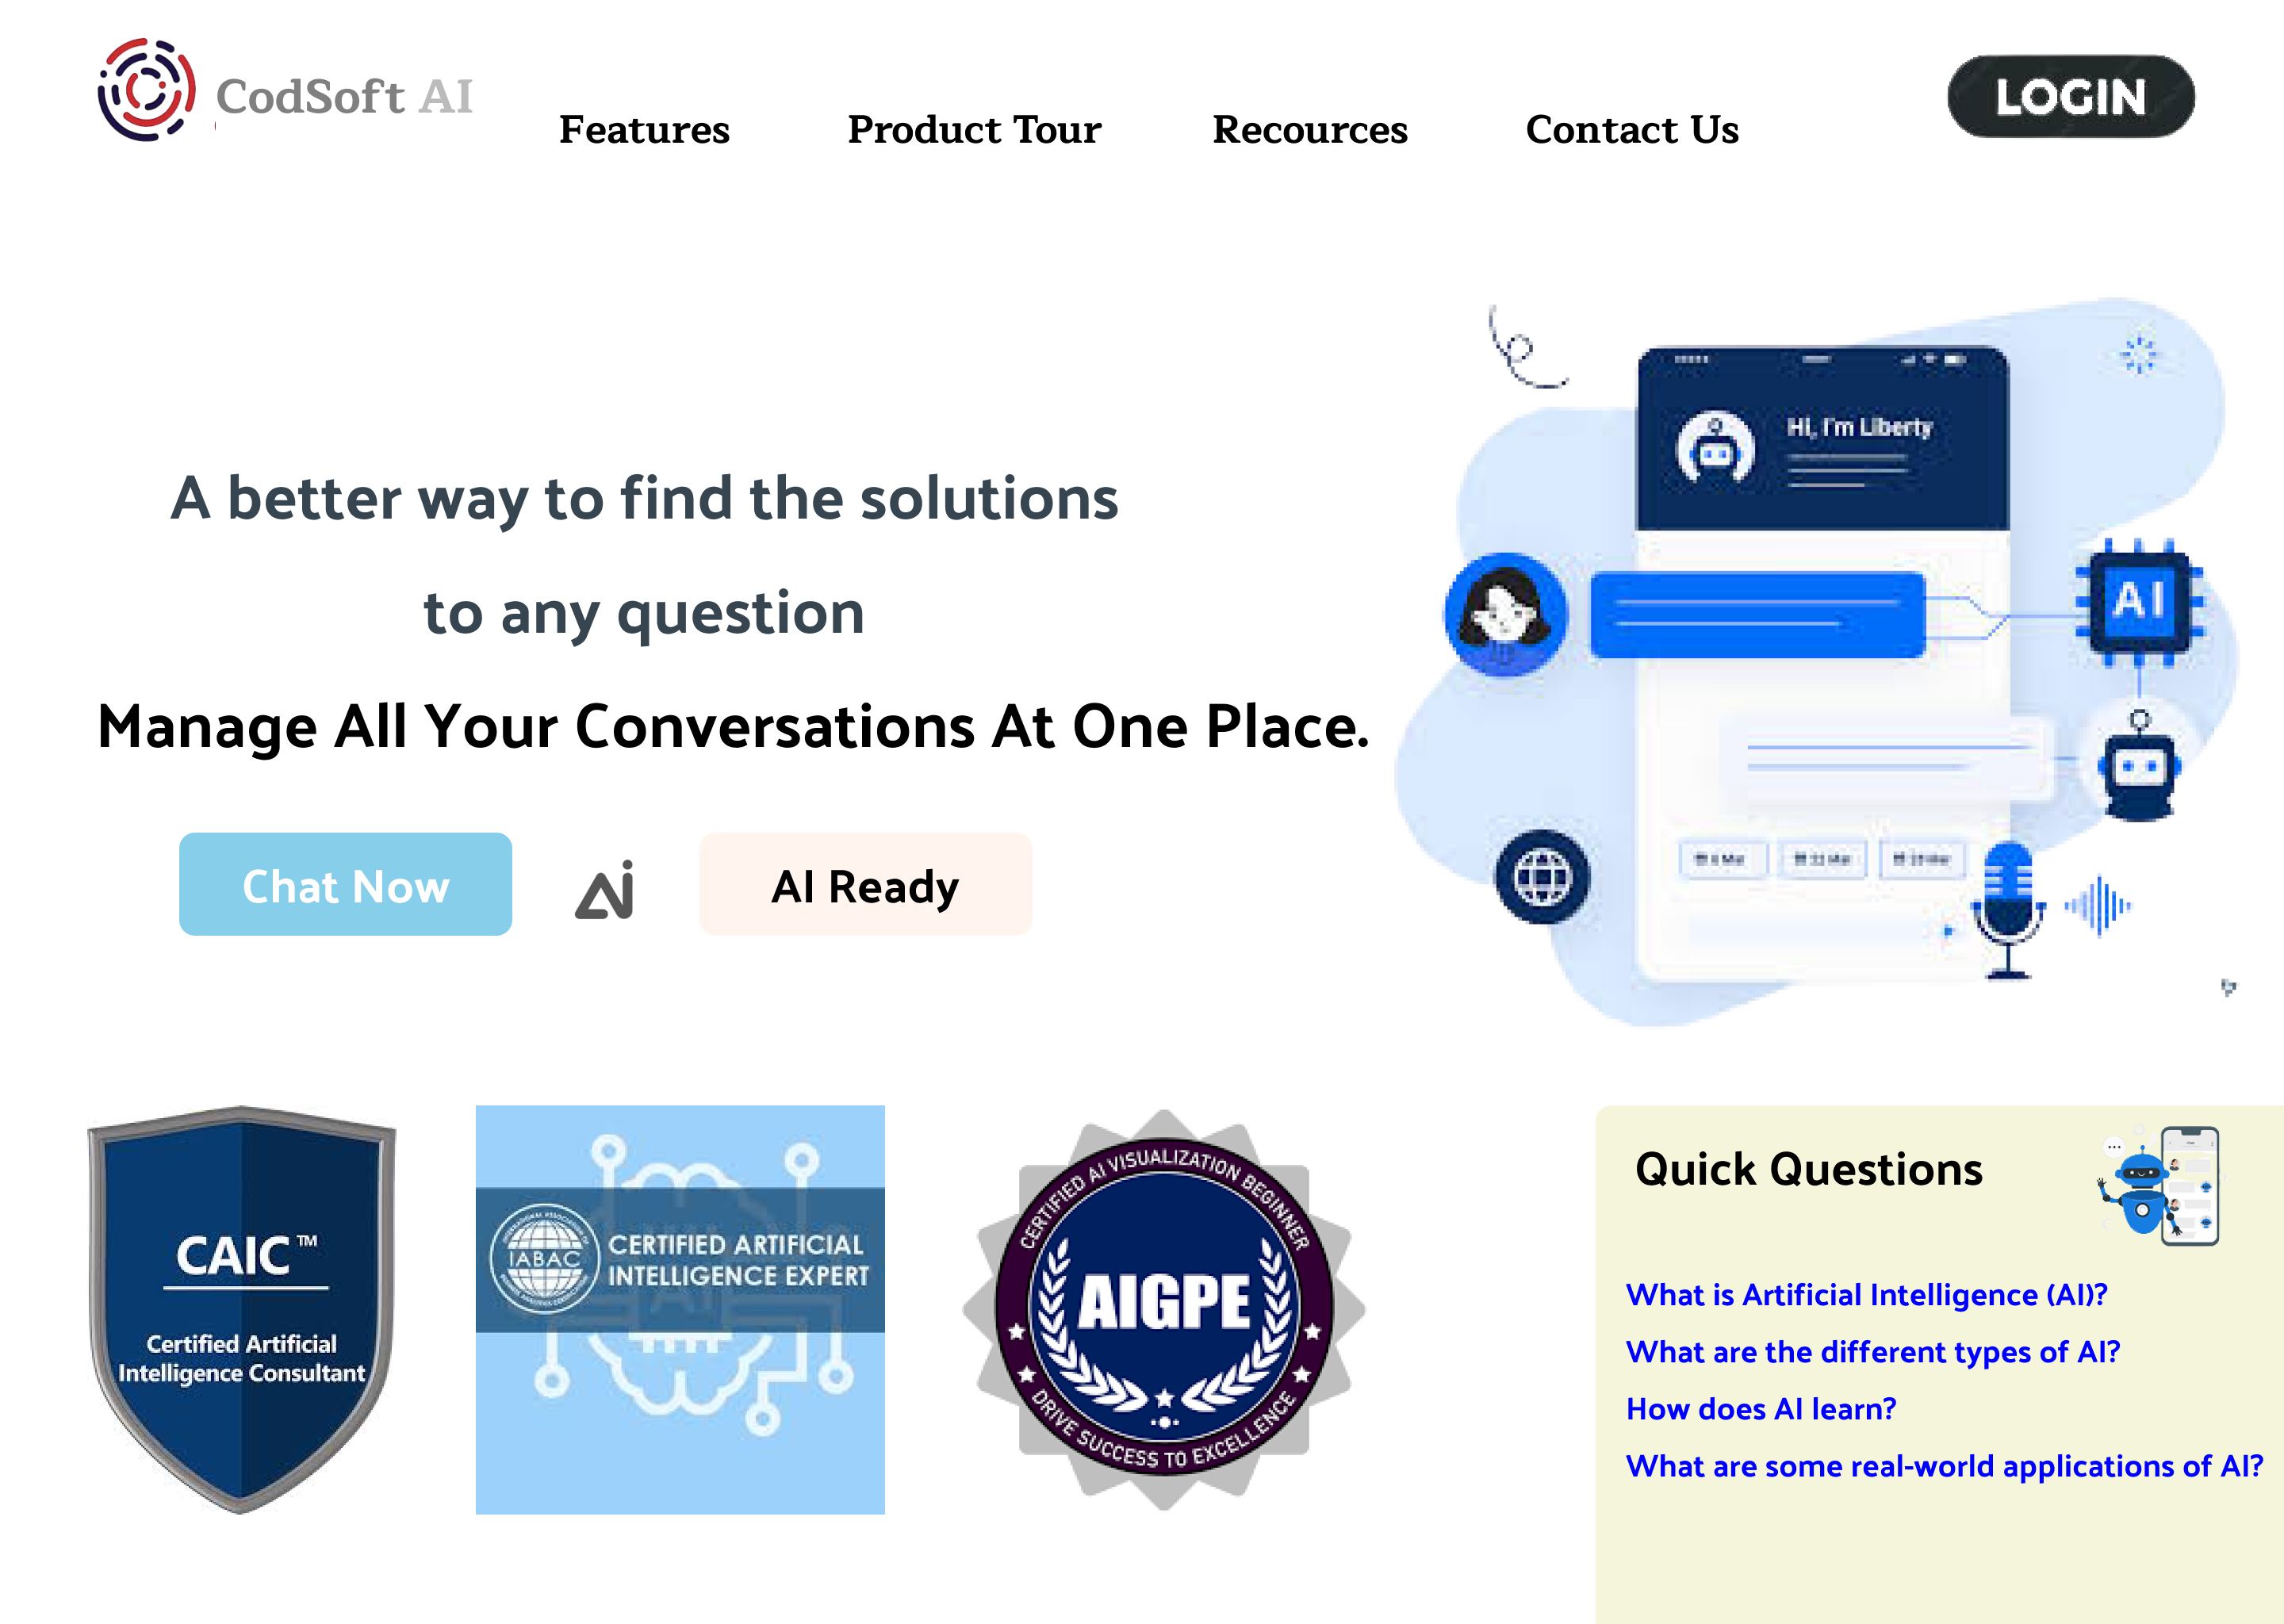 CodSoft AI
LOGIN
Features
Product Tour
Recources
Contact Us
Hi, I'm Liberty
A better way to find the solutions
to any question
Manage All Your Conversations At One Place.
AI
Chat Now
Ai
AI Ready
CAIC™
Certified Artificial
Intelligence Consultant
IABAC
CERTIFIED ARTIFICIAL
INTELLIGENCE EXPERT
CERTIFIED AI VISUALIZATION BEGINNER
AIGPE
DRIVE SUCCESS TO EXCELLENCE
Quick Questions
What is Artificial Intelligence (AI)?
What are the different types of AI?
How does AI learn?
What are some real-world applications of AI?